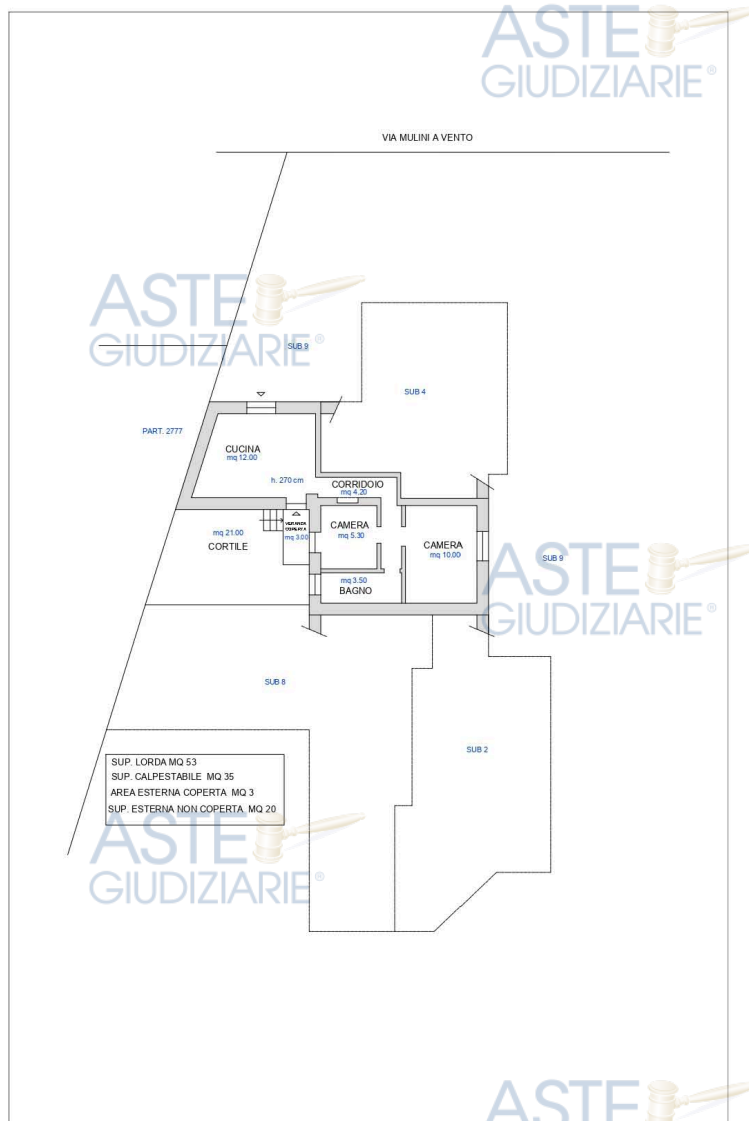 ASTE
GIUDIZIARIE®
VIA MULINI A VENTO
ASTE
GIUDIZIARIE®
SUB 9
SUB 4
PART. 2777
CUCINA
mq 12.00
h. 270 cm
CORRIDOIO
mq 4.20
VERANDA
COPERTA
mq 3.00
CAMERA
mq 5.30
CAMERA
mq 10.00
mq 21.00
CORTILE
ASTE
GIUDIZIARIE®
SUB 9
mq 3.50
BAGNO
SUB 8
SUB 2
SUP. LORDA MQ 53
SUP. CALPESTABILE MQ 35
AREA ESTERNA COPERTA MQ 3
SUP. ESTERNA NON COPERTA MQ 20
ASTE
GIUDIZIARIE®
ASTE